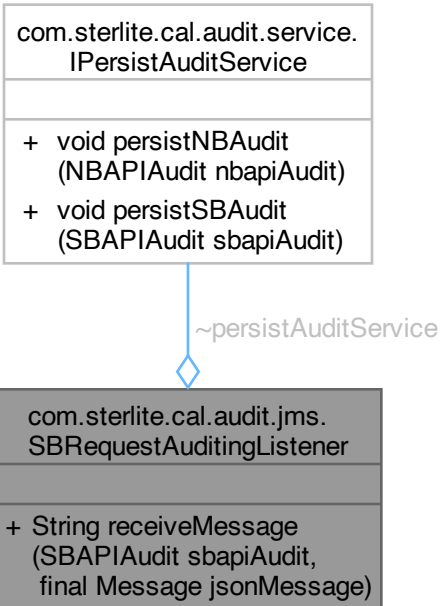 com.sterlite.cal.audit.service.
IPersistAuditService
+ void persistNBAudit
(NBAPIAudit nbapiAudit)
+ void persistSBAudit
(SBAPIAudit sbapiAudit)
~persistAuditService
com.sterlite.cal.audit.jms.
SBRequestAuditingListener
+ String receiveMessage
(SBAPIAudit sbapiAudit,
final Message jsonMessage)